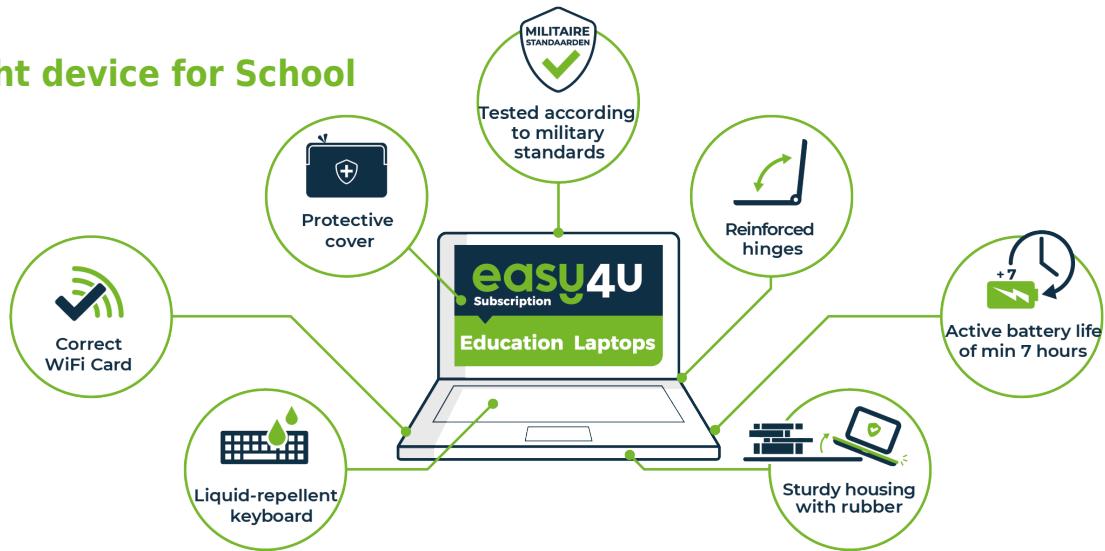 device for School
MILITAIRE
STANDAARDEN
Tested according
to military
standards
Protective
cover
Reinforced
hinges
easy4U
Subscription
Education Laptops
+7
Active battery life
of min 7 hours
Correct
WiFi Card
Liquid-repellent
keyboard
Sturdy housing
with rubber